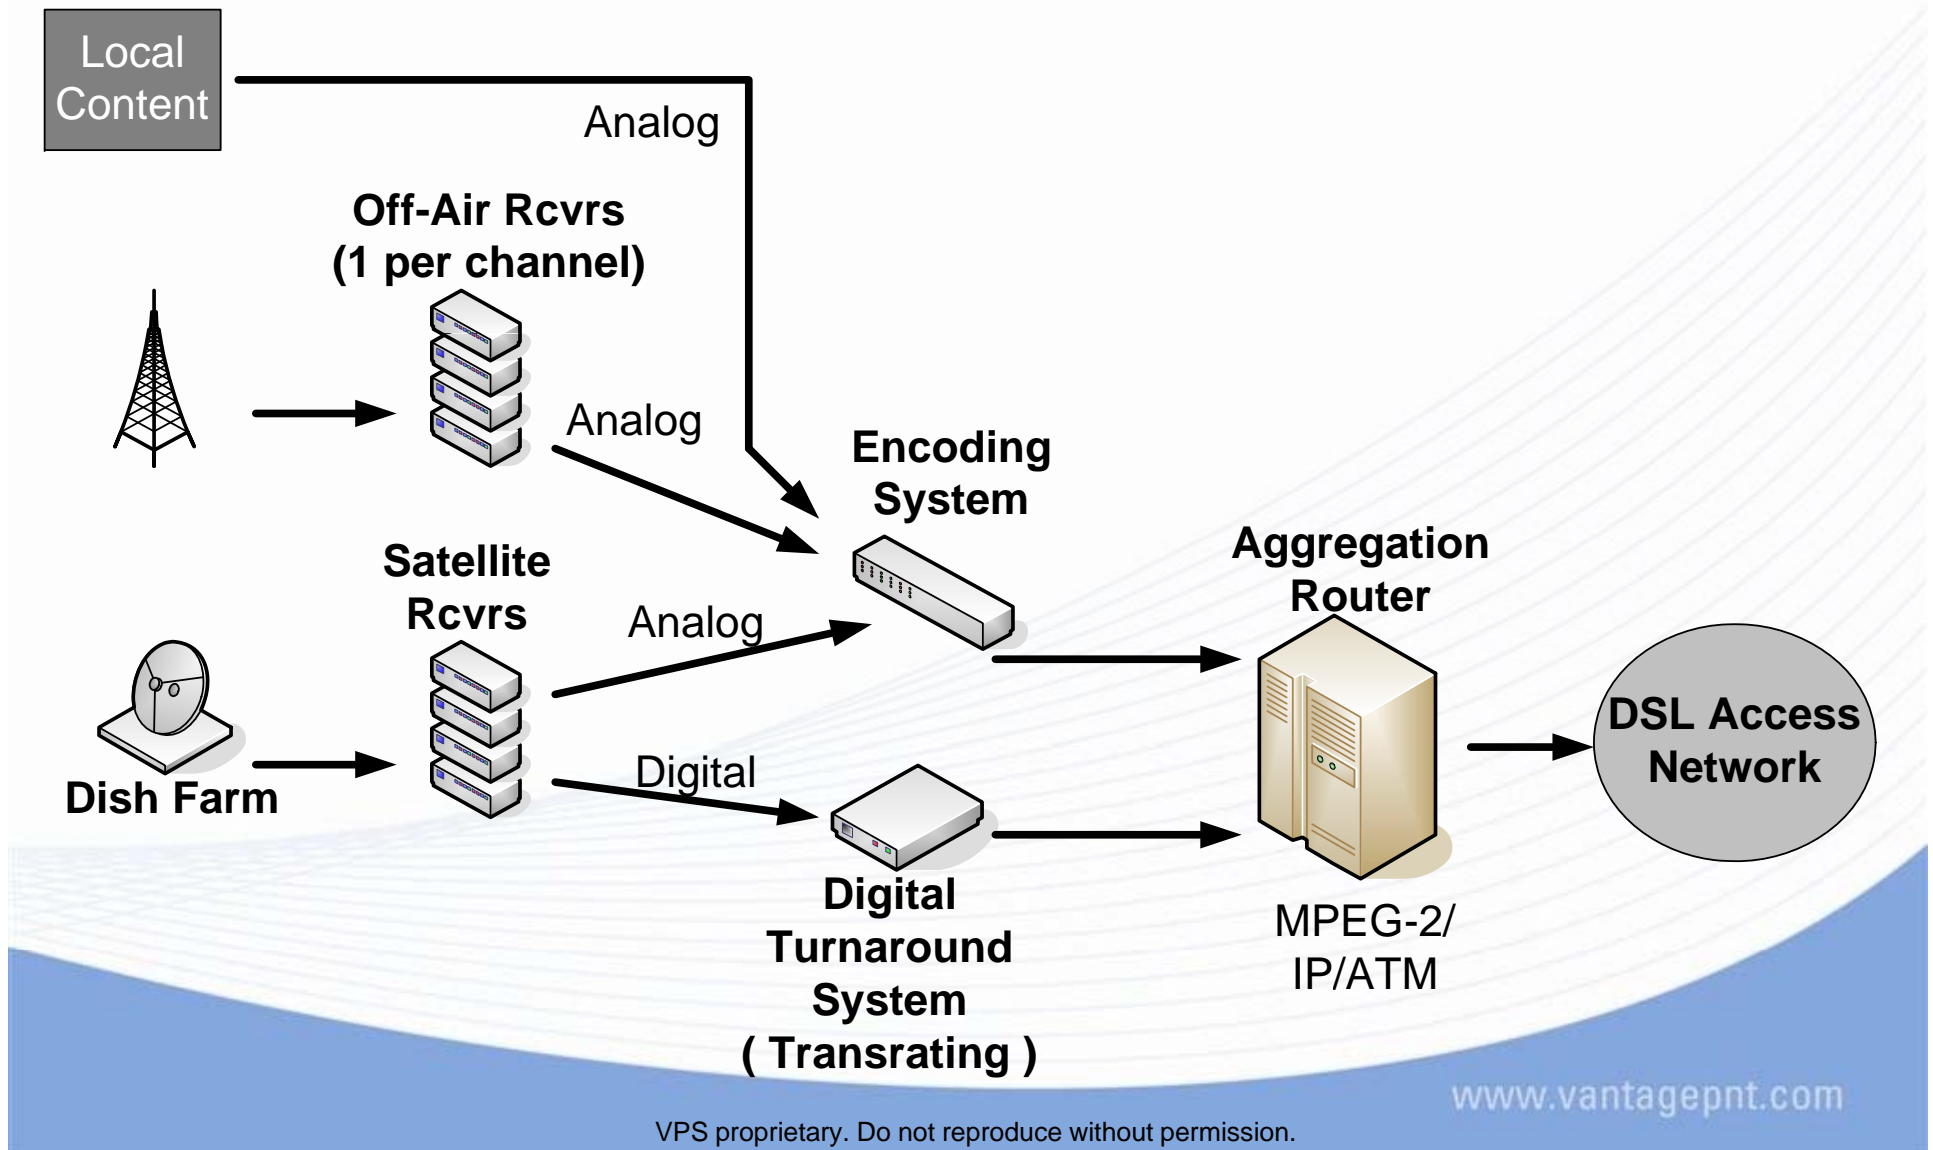 Local
Content
Analog
Off-Air Rcvrs
(1 per channel)
Analog
Encoding
System
Satellite
Rcvrs
Analog
Aggregation
Router
Dish Farm
Digital
DSL Access
Network
Digital
Turnaround
System
( Transrating )
MPEG-2/
IP/ATM
www.vantagepnt.com
VPS proprietary. Do not reproduce without permission.